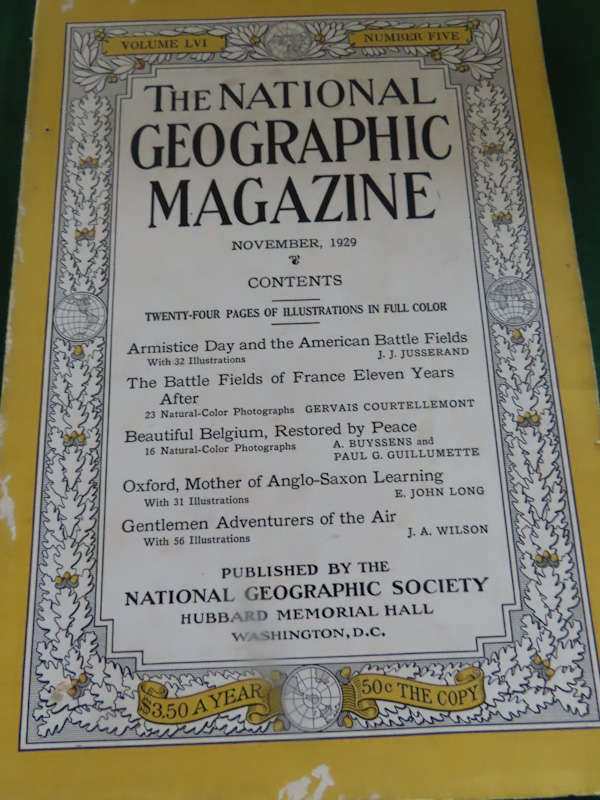 VOLUME LVI
NUMBER FIVE
THE NATIONAL
GEOGRAPHIC
MAGAZINE
NOVEMBER, 1929
CONTENTS
TWENTY-FOUR PAGES OF ILLUSTRATIONS IN FULL COLOR
Armistice Day and the American Battle Fields
With 32 Illustrations J. J. JUSSERAND
The Battle Fields of France Eleven Years
After
23 Natural-Color Photographs GERVAIS COURTELLEMONT
Beautiful Belgium, Restored by Peace
16 Natural-Color Photographs A. BUYSSENS and
PAUL G. GUILLUMETTE
Oxford, Mother of Anglo-Saxon Learning
With 31 Illustrations E. JOHN LONG
Gentlemen Adventurers of the Air
With 56 Illustrations J. A. WILSON
PUBLISHED BY THE
NATIONAL GEOGRAPHIC SOCIETY
HUBBARD MEMORIAL HALL
WASHINGTON, D.C.
$3.50 A YEAR
50c THE COPY